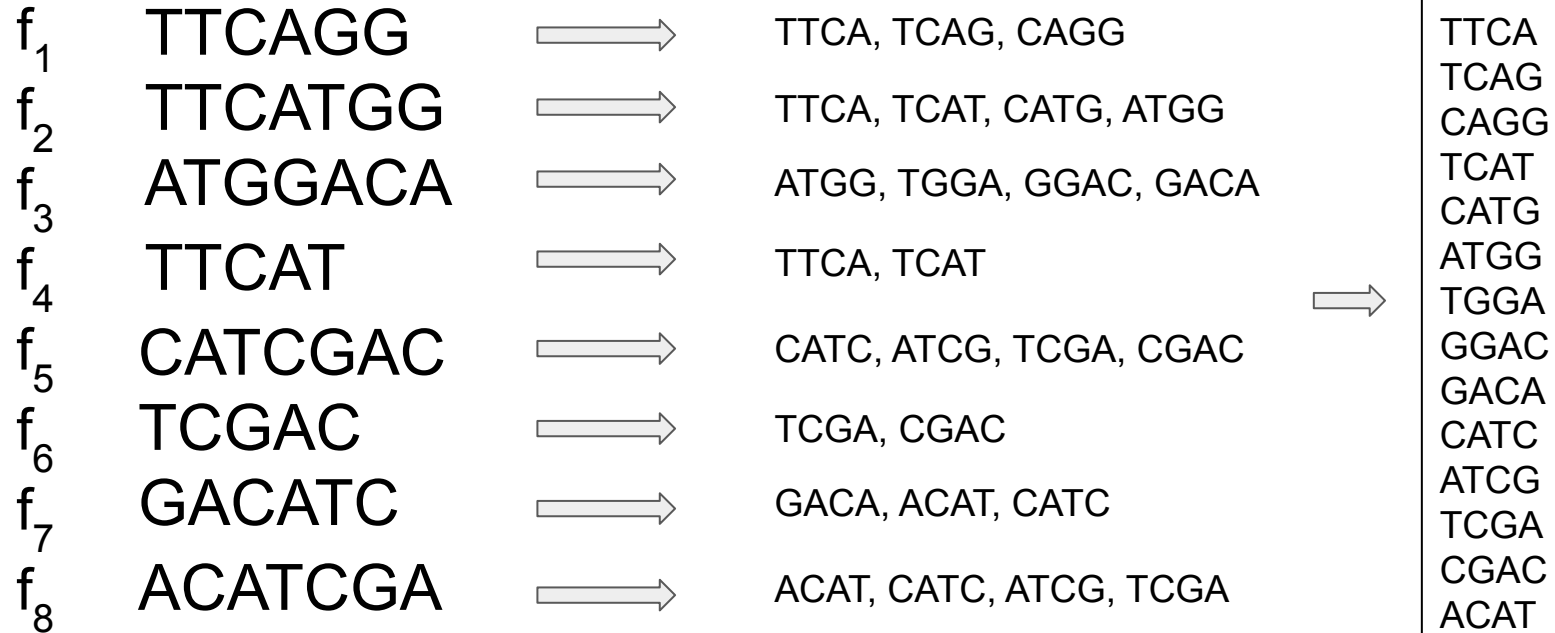 f1 TTCAGG TTCA, TCAG, CAGG
f2 TTCATGG TTCA, TCAT, CATG, ATGG
f3 ATGGACA ATGG, TGGA, GGAC, GACA
f4 TTCAT TTCA, TCAT
f5 CATCGAC CATC, ATCG, TCGA, CGAC
f6 TCGAC TCGA, CGAC
f7 GACATC GACA, ACAT, CATC
f8 ACATCGA ACAT, CATC, ATCG, TCGA
TTCA
TCAG
CAGG
TCAT
CATG
ATGG
TGGA
GGAC
GACA
CATC
ATCG
TCGA
CGAC
ACAT